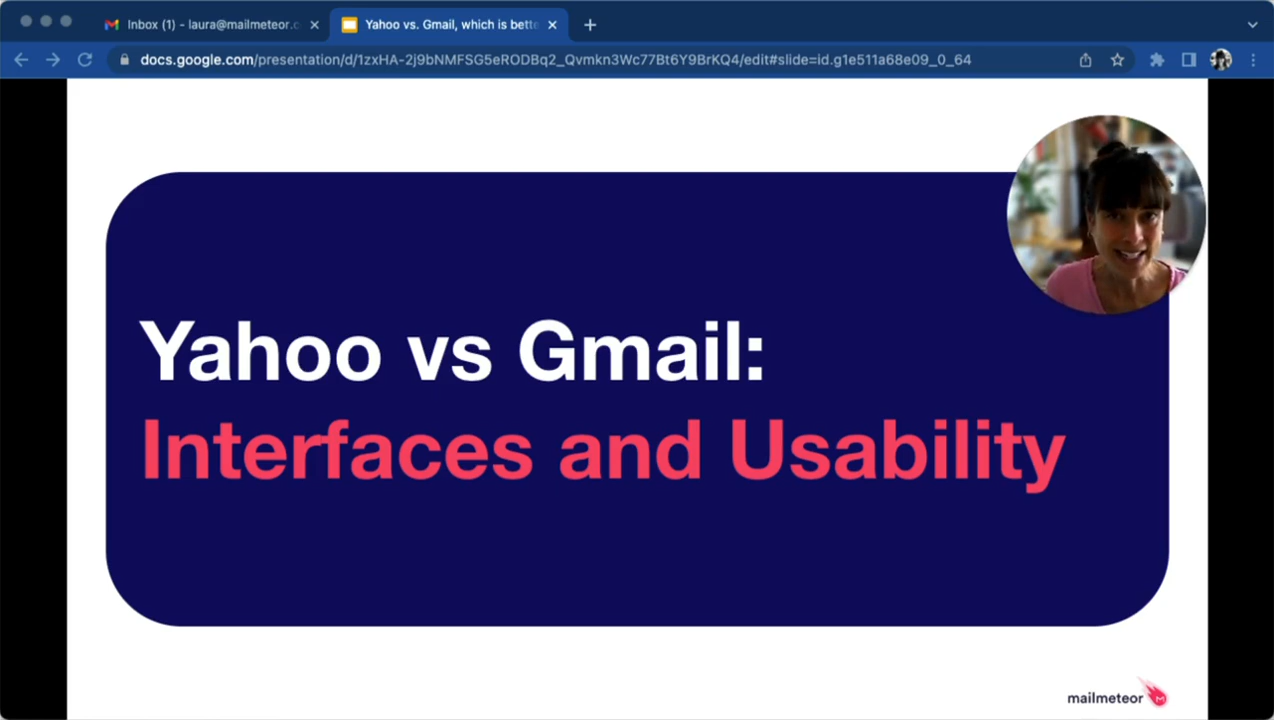 Inbox (1) - laura@mailmeteor.c
Yahoo vs. Gmail, which is bette
docs.google.com/presentation/d/1zxHA-2j9bNMFSG5eRODBq2_Qvmkn3Wc77Bt6Y9BrKQ4/edit#slide=id.g1e511a68e09_0_64
Yahoo vs Gmail:
Interfaces and Usability
mailmeteor